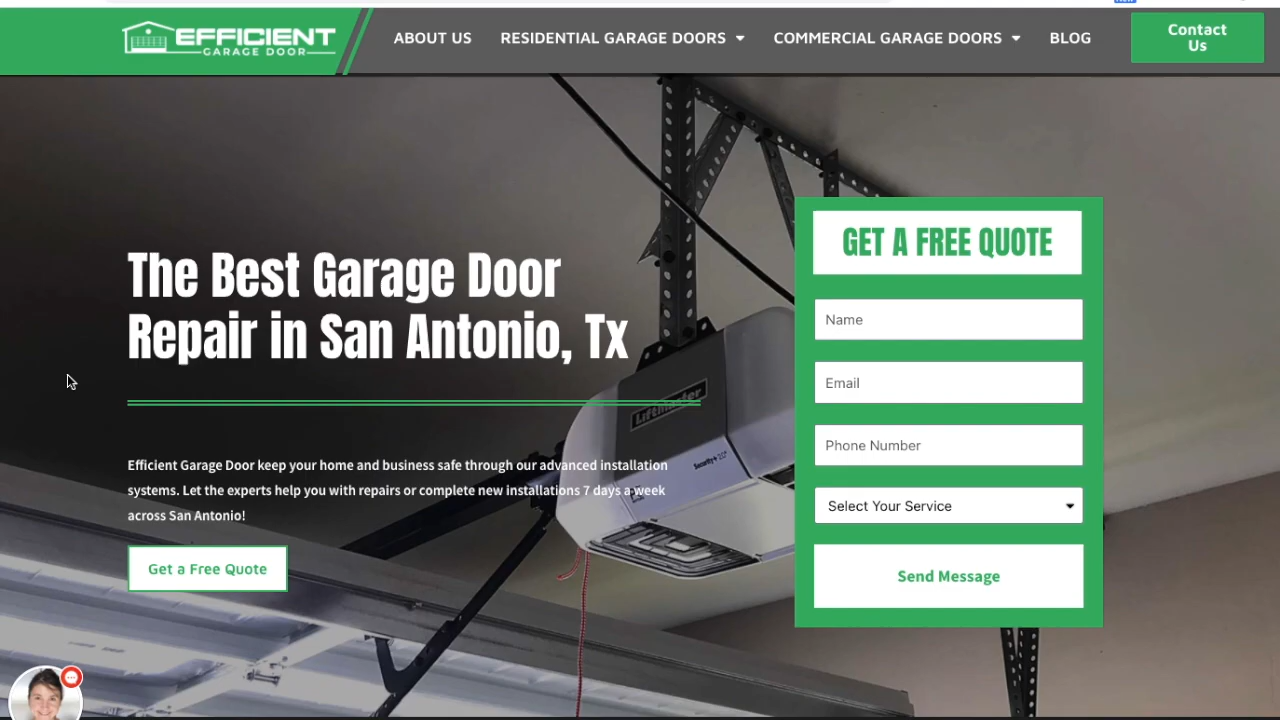 EFFICIENT
GARAGE DOOR
ABOUT US
RESIDENTIAL GARAGE DOORS
COMMERCIAL GARAGE DOORS
BLOG
Contact
Us
The Best Garage Door
Repair in San Antonio, Tx
Efficient Garage Door keep your home and business safe through our advanced installation
systems. Let the experts help you with repairs or complete new installations 7 days a week
across San Antonio!
Get a Free Quote
LiftMaster
Security+ 2.0
GET A FREE QUOTE
Name
Email
Phone Number
Select Your Service
Send Message